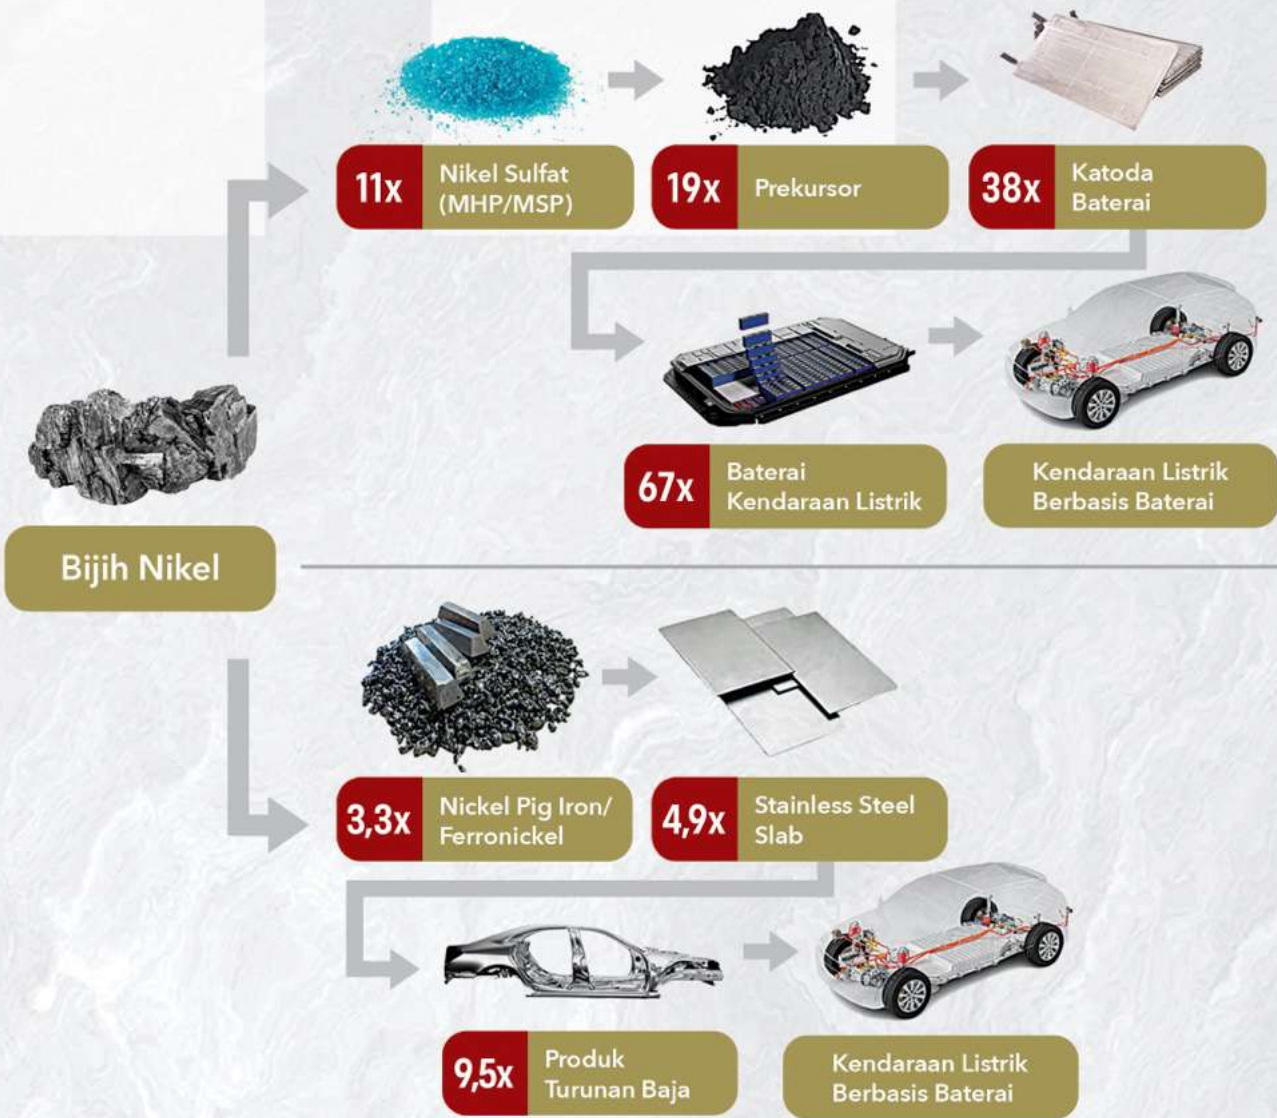 11x
Nikel Sulfat
(MHP/MSP)
19x
Prekursor
38x
Katoda
Baterai
67x
Baterai
Kendaraan Listrik
Kendaraan Listrik
Berbasis Baterai
Bijih Nikel
3,3x
Nickel Pig Iron/
Ferronickel
4,9x
Stainless Steel
Slab
9,5x
Produk
Turunan Baja
Kendaraan Listrik
Berbasis Baterai